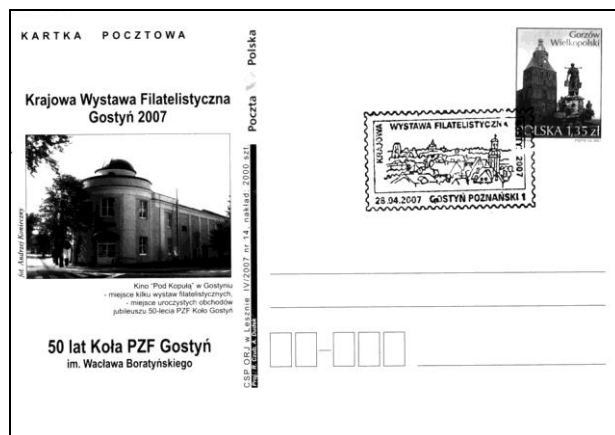 KARTKA POCZTOWA
Krajowa Wystawa Filatelistyczna
Gostyń 2007
fot. Andrzej Konieczny
Kino "Pod Kopułą" w Gostyniu
- miejsce kilku wystaw filatelistycznych,
- miejsce uroczystych obchodów
jubileuszu 50-lecia PZF Koło Gostyń
50 lat Koła PZF Gostyń
im. Wacława Boratyńskiego
Poczta Polska
CSP ORJ w Lesznie IV/2007 nr 14. nakład: 2000 szt
Gorzów
Wielkopolski
POLSKA 1,35 zł
KRAJOWA
WYSTAWA FILATELISTYCZNA
2007
28.04.2007 GOSTYŃ POZNAŃSKI 1